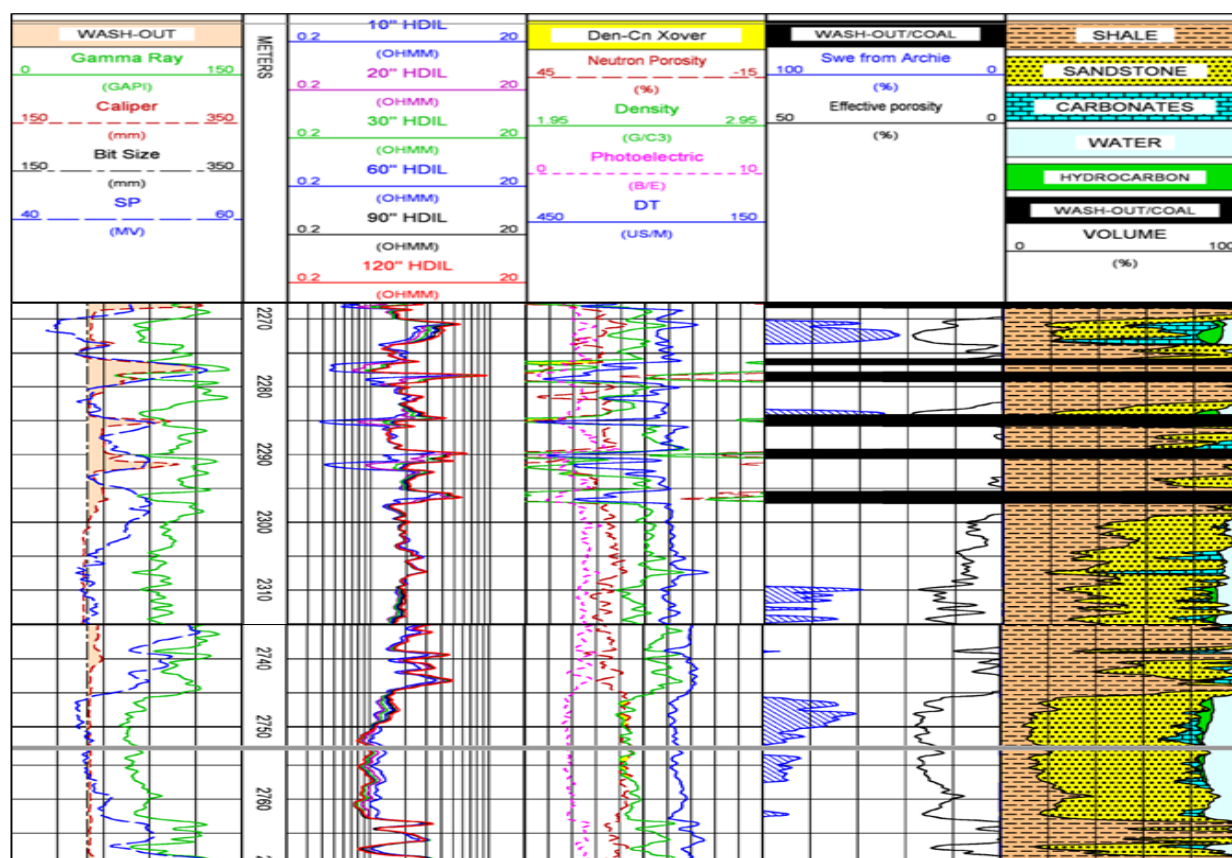 WASH-OUT
Gamma Ray
0 150
(GAPI)
Caliper
150 350
(mm)
Bit Size
150 350
(mm)
SP
40 60
(MV)
METERS
10" HDIL
0.2 20
(OHMM)
20" HDIL
0.2 20
(OHMM)
30" HDIL
0.2 20
(OHMM)
60" HDIL
0.2 20
(OHMM)
90" HDIL
0.2 20
(OHMM)
120" HDIL
0.2 20
(OHMM)
Den-Cn Xover
Neutron Porosity
45 -15
(%)
Density
1.95 2.95
(G/C3)
Photoelectric
0 10
(B/E)
DT
450 150
(US/M)
WASH-OUT/COAL
Swe from Archie
100 0
(%)
Effective porosity
50 0
(%)
SHALE
SANDSTONE
CARBONATES
WATER
HYDROCARBON
WASH-OUT/COAL
VOLUME
0 100
(%)
2270
2280
2290
2300
2310
2740
2750
2760